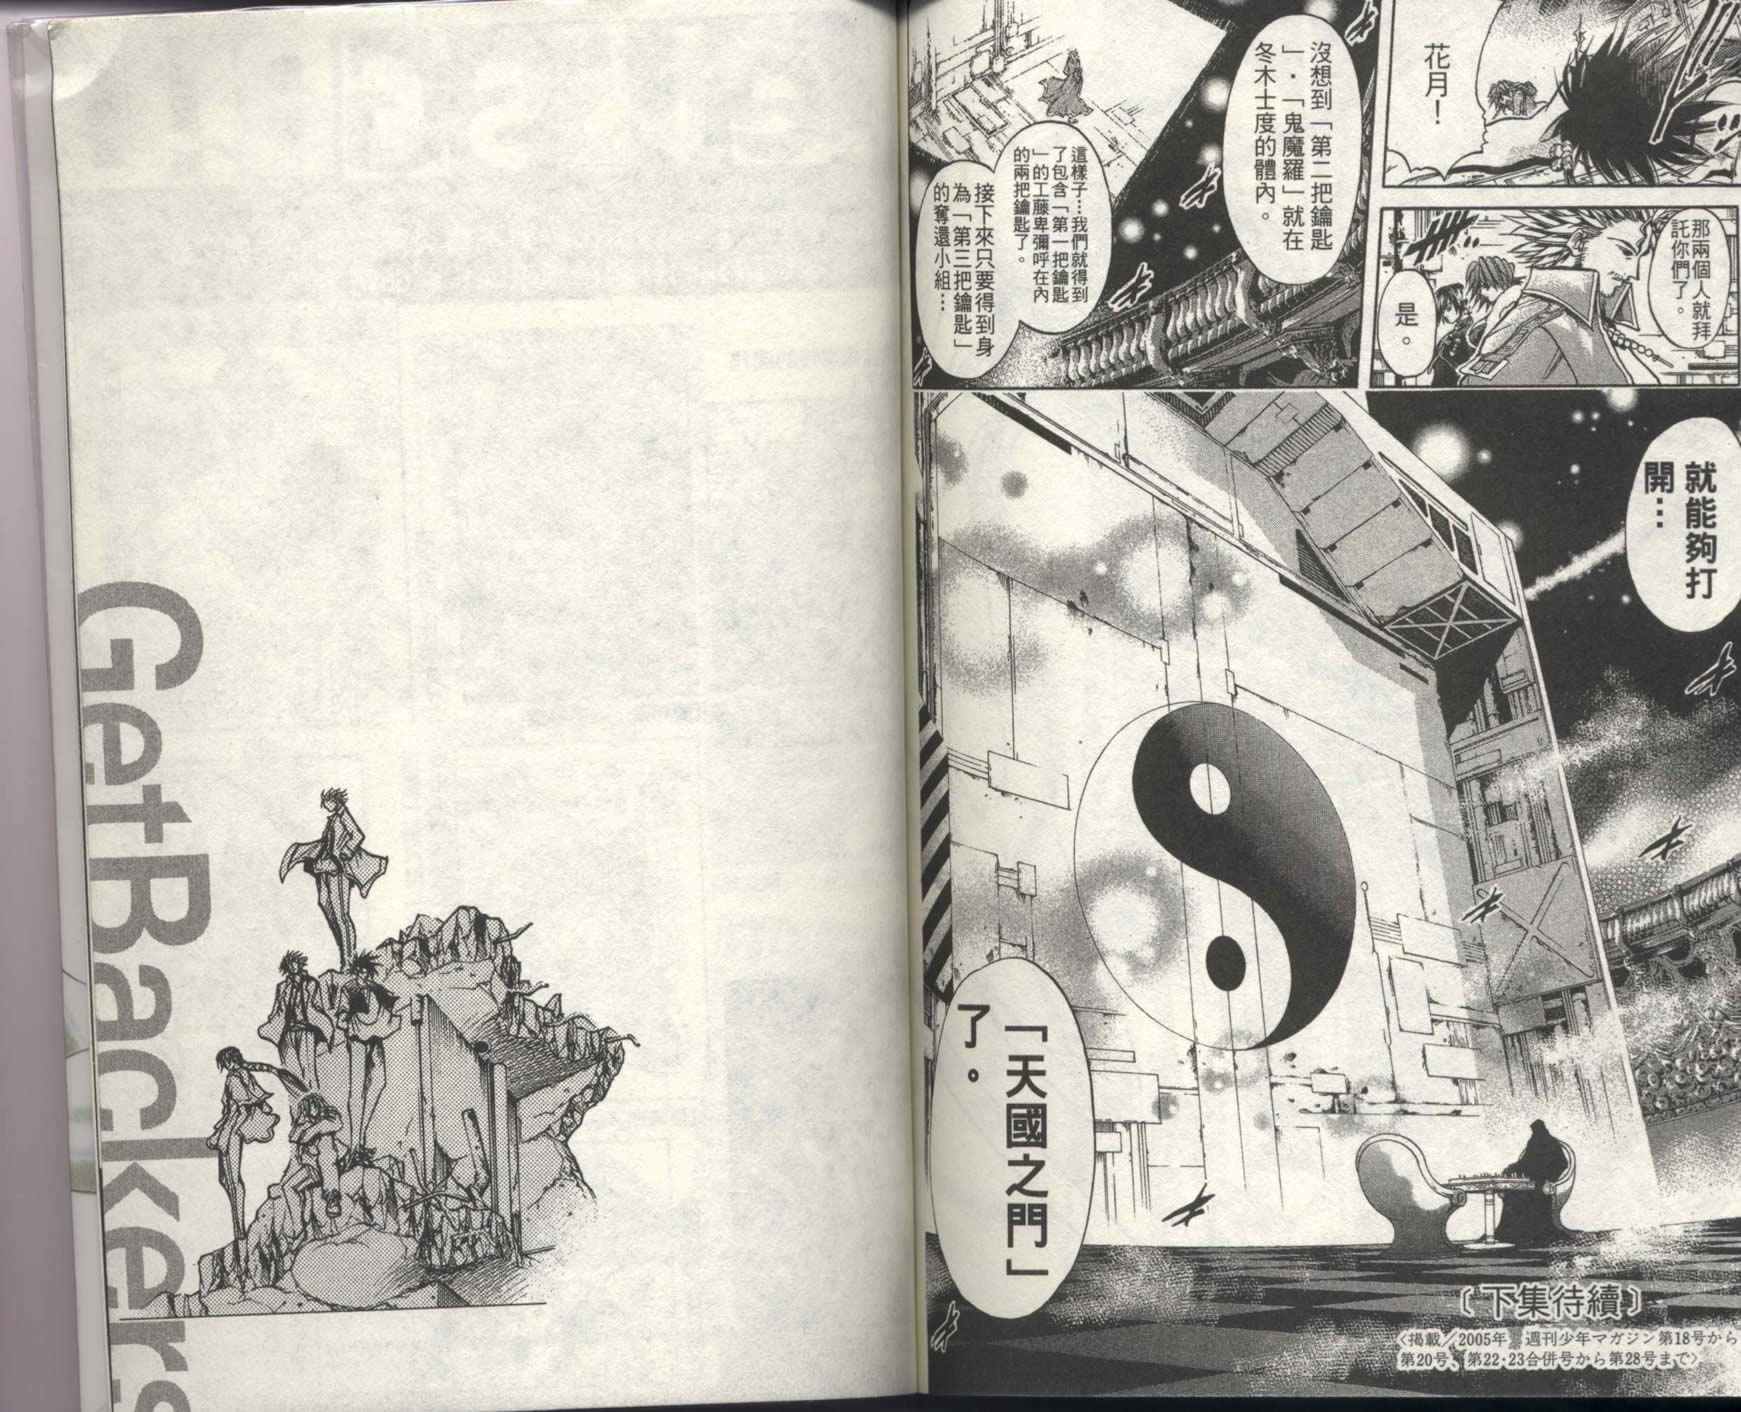 花月！
那兩個人就拜
託你們了。
是。
沒想到「第二把鑰匙
」・「鬼魔羅」就在
冬木士度的體內。
這樣子…我們就得到
了包含「第一把鑰匙
」的工藤卑彌呼在內
的兩把鑰匙了。
接下來只要得到身
為「第三把鑰匙」
的奪還小組…
就能夠打
開…
「天國之門」
了。
〔下集待續〕
〈掲載／2005年 週刊少年マガジン第18号から
第20号、第22・23合併号から第28号まで〉
GetBackers